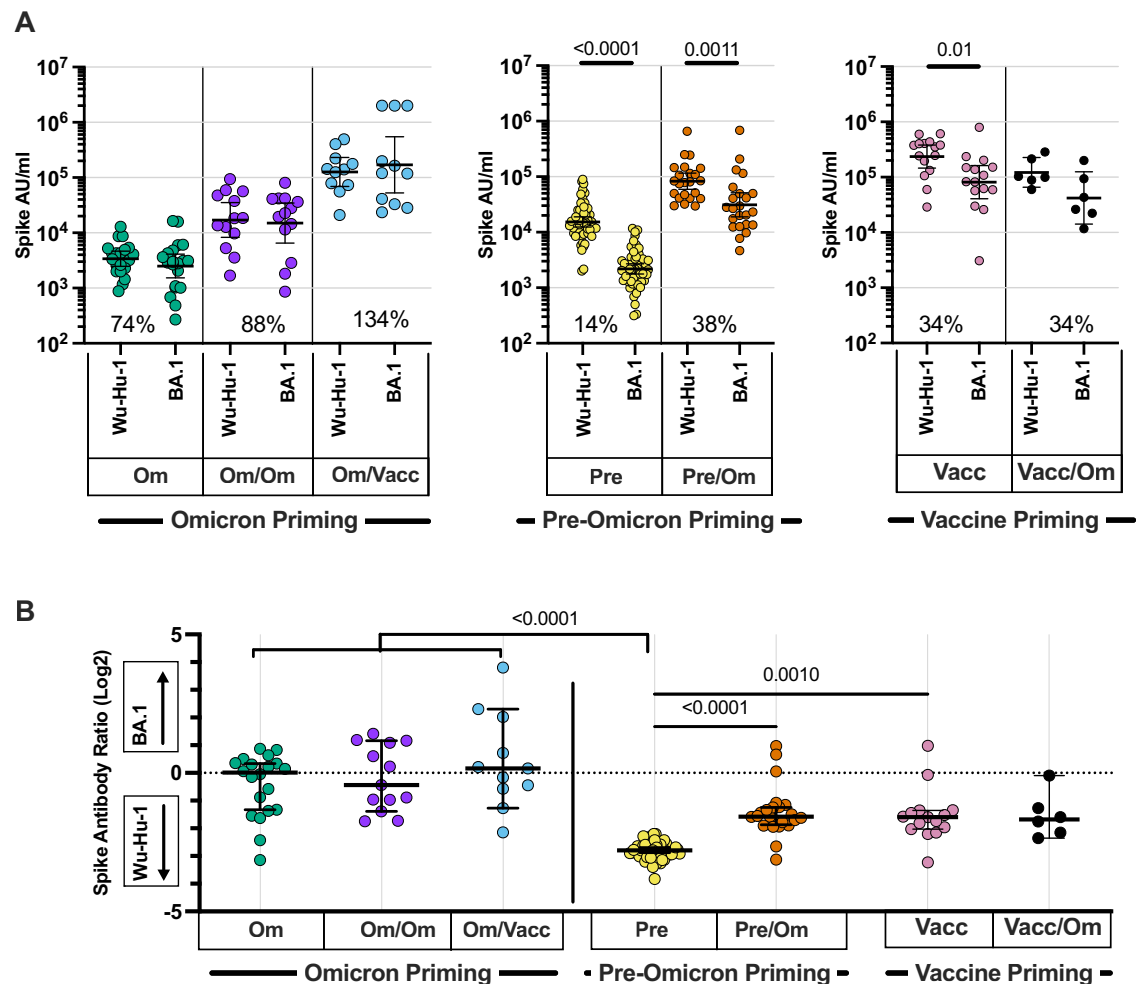 A
<0.0001 0.0011 0.01
Spike AU/ml
10^7
10^6
10^5
10^4
10^3
10^2
74% 88% 134%
Wu-Hu-1 BA.1 Wu-Hu-1 BA.1 Wu-Hu-1 BA.1
Om Om/Om Om/Vacc
Omicron Priming
Spike AU/ml
10^7
10^6
10^5
10^4
10^3
10^2
14% 38%
Wu-Hu-1 BA.1 Wu-Hu-1 BA.1
Pre Pre/Om
Pre-Omicron Priming
Spike AU/ml
10^7
10^6
10^5
10^4
10^3
10^2
34% 34%
Wu-Hu-1 BA.1 Wu-Hu-1 BA.1
Vacc Vacc/Om
Vaccine Priming
B
Spike Antibody Ratio (Log2)
BA.1
Wu-Hu-1
5
0
-5
<0.0001
0.0010
<0.0001
Om Om/Om Om/Vacc Pre Pre/Om Vacc Vacc/Om
Omicron Priming Pre-Omicron Priming Vaccine Priming